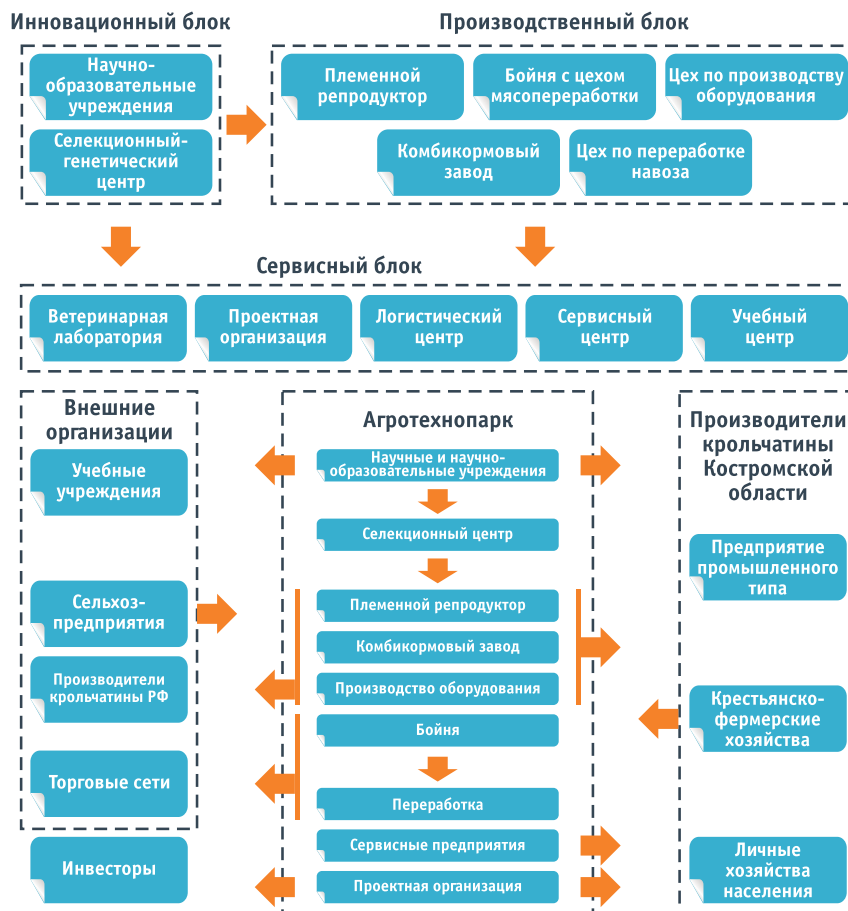 Инновационный блок
Научно-
образовательные
учреждения
Селекционный-
генетический
центр
Производственный блок
Племенной
репродуктор
Бойня с цехом
мясопереработки
Цех по производству
оборудования
Комбикормовый
завод
Цех по переработке
навоза
Сервисный блок
Ветеринарная
лаборатория
Проектная
организация
Логистический
центр
Сервисный
центр
Учебный
центр
Внешние
организации
Учебные
учреждения
Сельхоз-
предприятия
Производители
крольчатины РФ
Торговые сети
Инвесторы
Агротехнопарк
Научные и научно-
образовательные учреждения
Селекционный центр
Племенной репродуктор
Комбикормовый завод
Производство оборудования
Бойня
Переработка
Сервисные предприятия
Проектная организация
Производители
крольчатины
Костромской
области
Предприятие
промышленного
типа
Крестьянско-
фермерские
хозяйства
Личные
хозяйства
населения